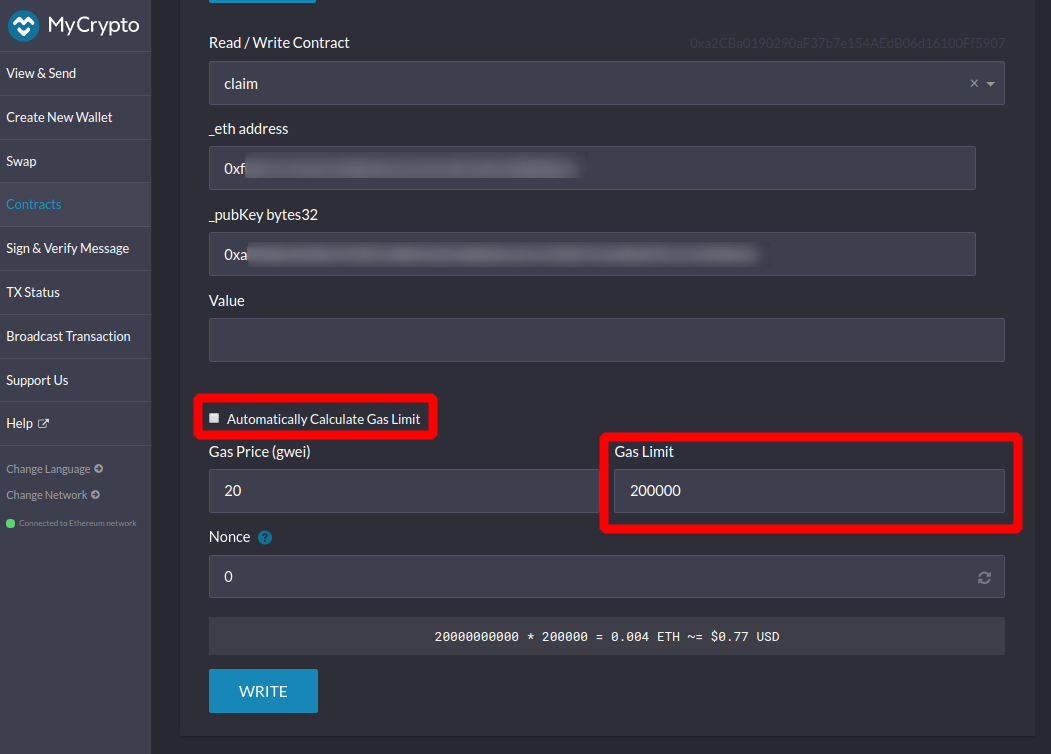 MyCrypto
View & Send
Create New Wallet
Swap
Contracts
Sign & Verify Message
TX Status
Broadcast Transaction
Support Us
Help
Change Language
Change Network
Connected to Ethereum network
Read / Write Contract
0xa2CBa0190290aF37b7e154AEdB06d16100Ff5907
claim
_eth address
0xf
_pubKey bytes32
0xa
Value
Automatically Calculate Gas Limit
Gas Price (gwei)
Gas Limit
20
200000
Nonce ?
0
20000000000 * 200000 = 0.004 ETH ~= $0.77 USD
WRITE